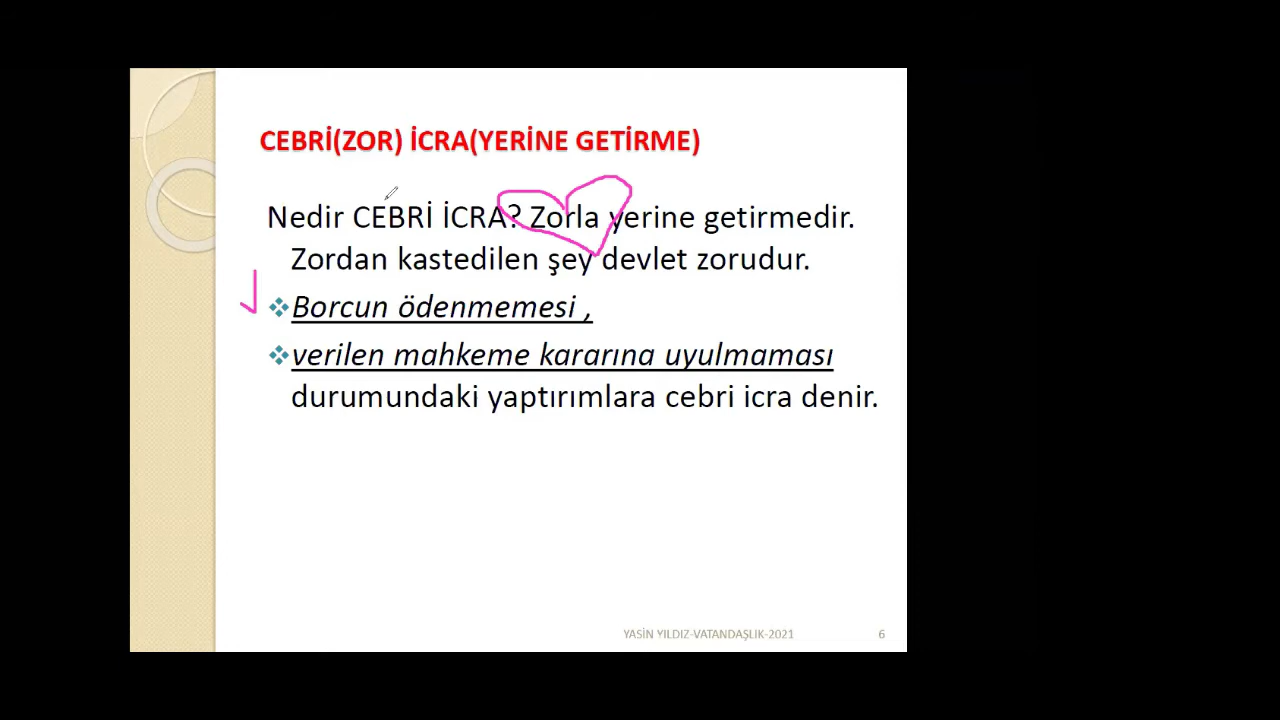 CEBRİ(ZOR) İCRA(YERİNE GETİRME)
Nedir CEBRİ İCRA? Zorla yerine getirmedir.
Zordan kastedilen şey devlet zorudur.
Borcun ödenmemesi ,
verilen mahkeme kararına uyulmaması
durumundaki yaptırımlara cebri icra denir.
YASİN YILDIZ-VATANDAŞLIK-2021 6